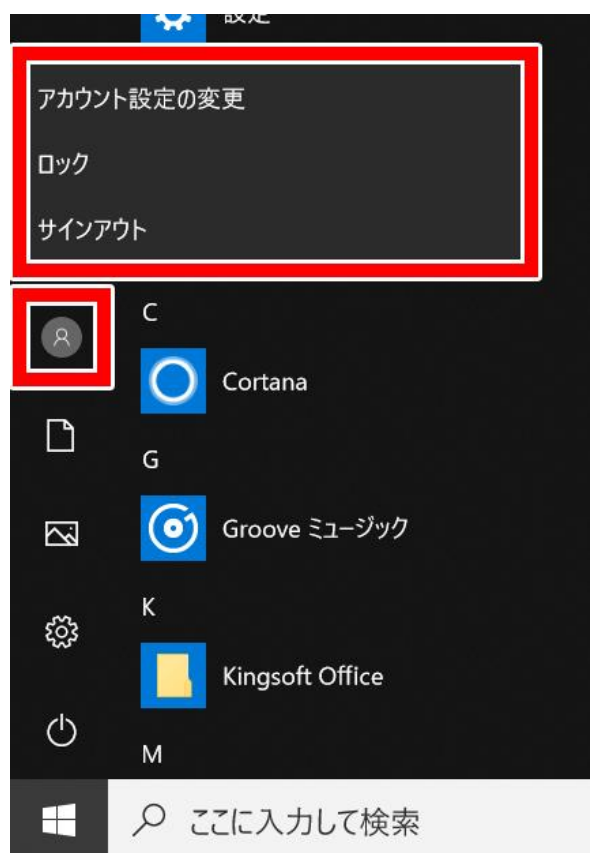 設定
アカウント設定の変更
ロック
サインアウト
C
Cortana
G
Groove ミュージック
K
Kingsoft Office
M
ここに入力して検索